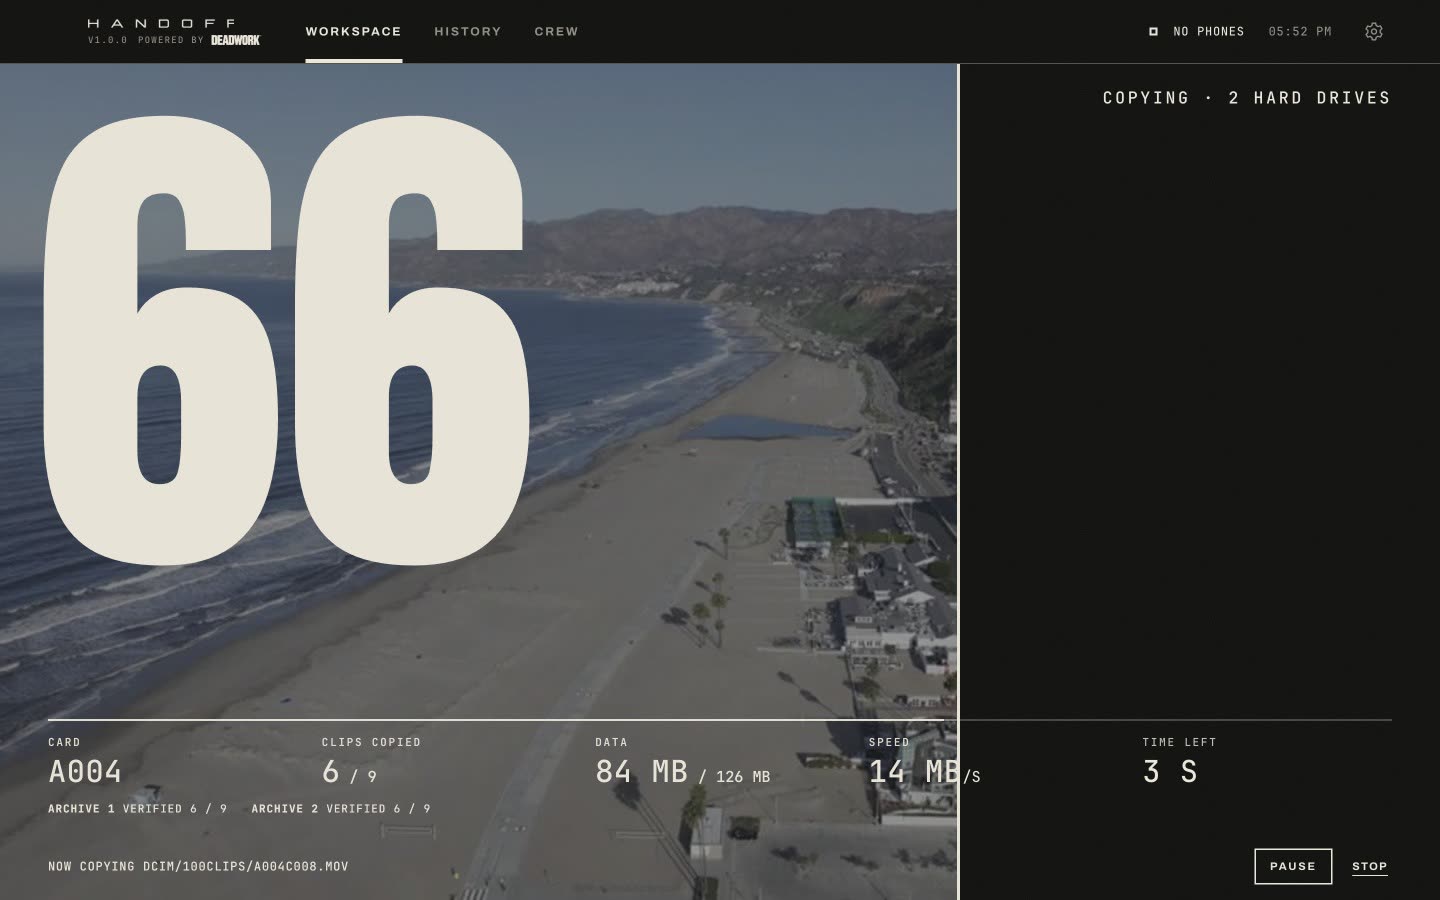 HANDOFF
V1.0.0 POWERED BY DEADWORK
WORKSPACE HISTORY CREW
NO PHONES 05:52 PM
COPYING · 2 HARD DRIVES
66
CARD CLIPS COPIED DATA SPEED TIME LEFT
A004 6 / 9 84 MB / 126 MB 14 MB/S 3 S
ARCHIVE 1 VERIFIED 6 / 9 ARCHIVE 2 VERIFIED 6 / 9
NOW COPYING DCIM/100CLIPS/A004C008.MOV
PAUSE STOP